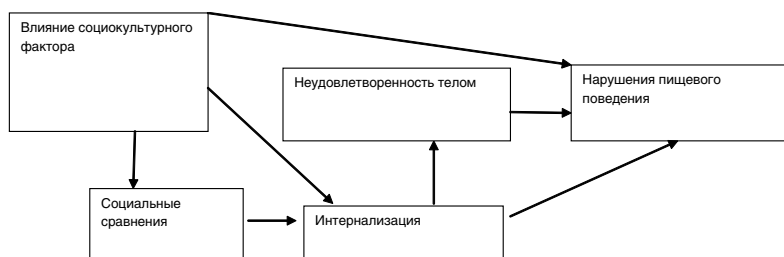 Влияние социокультурного
фактора
Неудовлетворенность телом
Нарушения пищевого
поведения
Социальные
сравнения
Интернализация